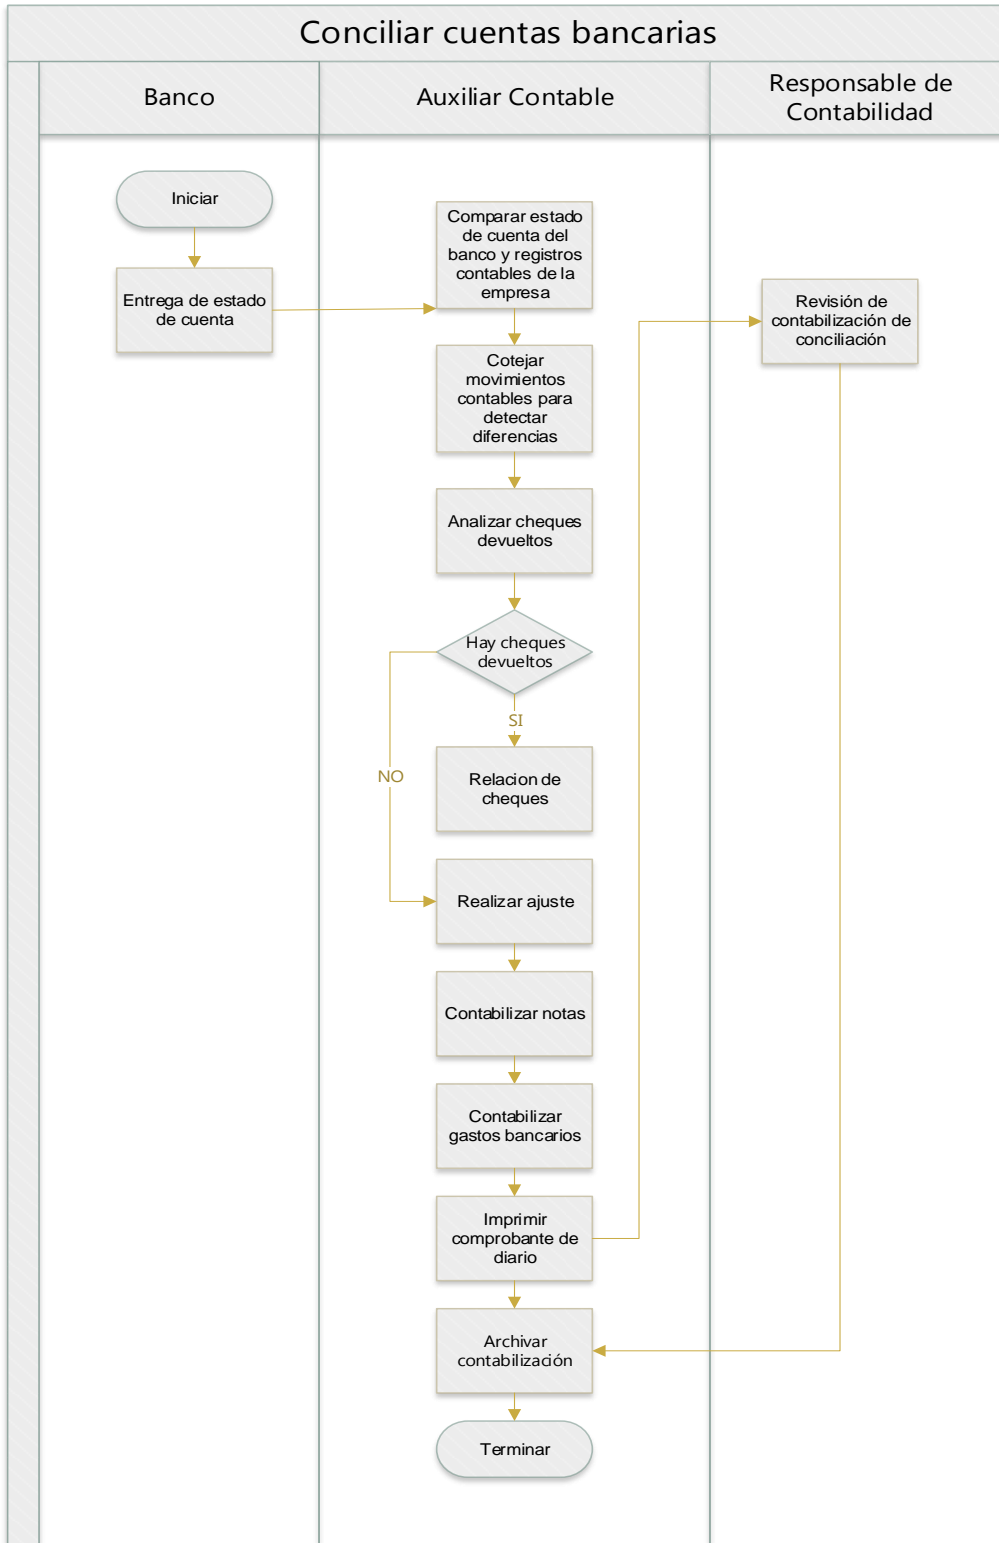 Conciliar cuentas bancarias
Banco
Auxiliar Contable
Responsable de
Contabilidad
Iniciar
Entrega de estado
de cuenta
Comparar estado
de cuenta del
banco y registros
contables de la
empresa
Cotejar
movimientos
contables para
detectar
diferencias
Analizar cheques
devueltos
Hay cheques
devueltos
SI
NO
Relacion de
cheques
Realizar ajuste
Contabilizar notas
Contabilizar
gastos bancarios
Imprimir
comprobante de
diario
Revisión de
contabilización de
conciliación
Archivar
contabilización
Terminar